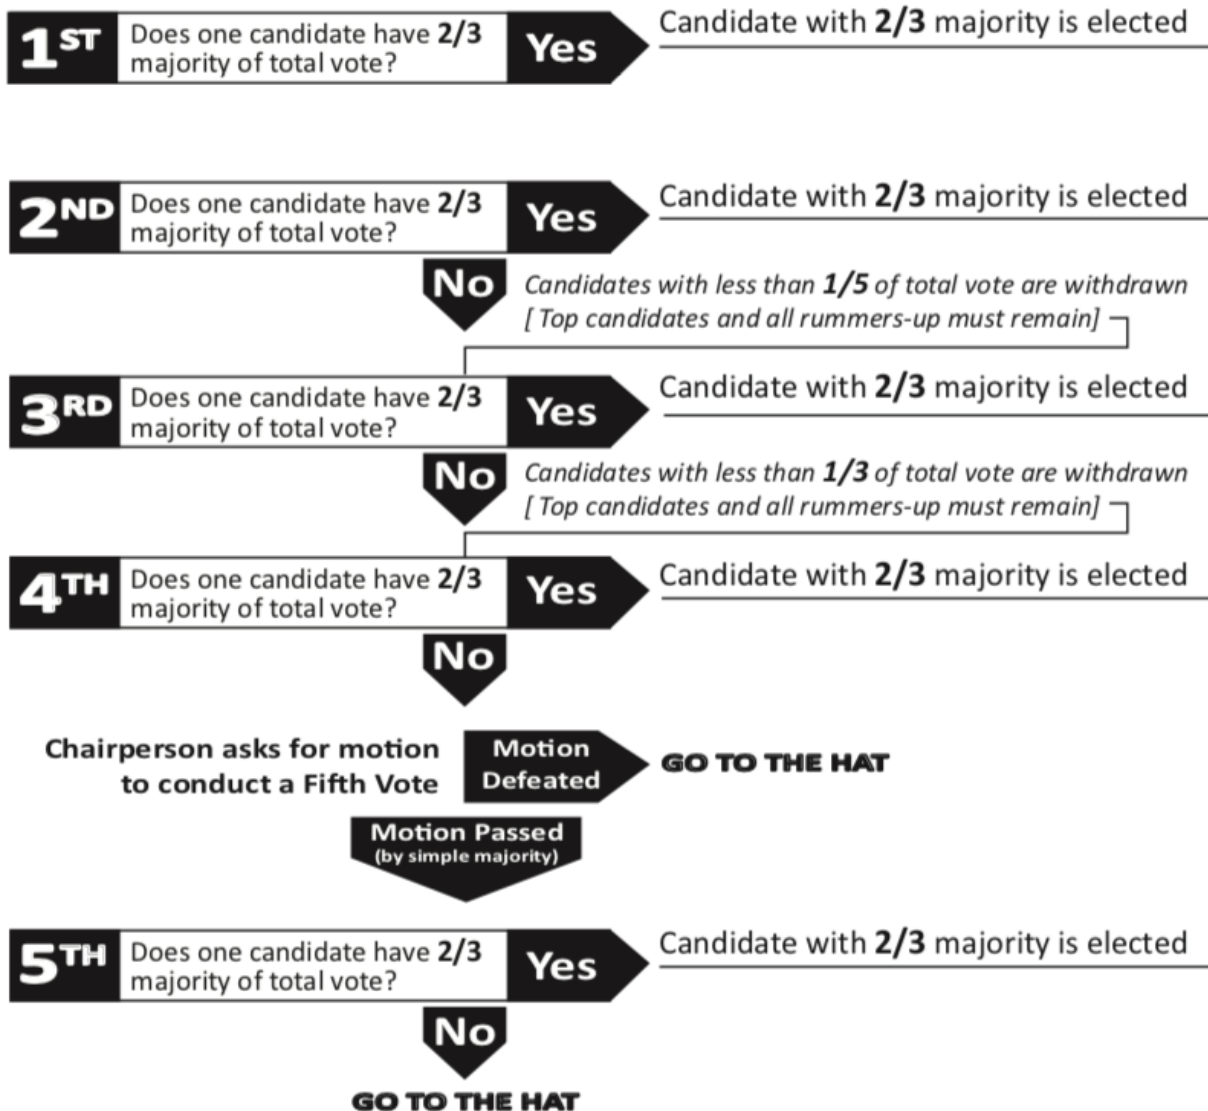 1ST Does one candidate have 2/3 majority of total vote? Yes Candidate with 2/3 majority is elected
2ND Does one candidate have 2/3 majority of total vote? Yes Candidate with 2/3 majority is elected
No Candidates with less than 1/5 of total vote are withdrawn
[ Top candidates and all rummers-up must remain]
3RD Does one candidate have 2/3 majority of total vote? Yes Candidate with 2/3 majority is elected
No Candidates with less than 1/3 of total vote are withdrawn
[ Top candidates and all rummers-up must remain]
4TH Does one candidate have 2/3 majority of total vote? Yes Candidate with 2/3 majority is elected
No
Chairperson asks for motion
to conduct a Fifth Vote
Motion
Defeated
GO TO THE HAT
Motion Passed
(by simple majority)
5TH Does one candidate have 2/3 majority of total vote? Yes Candidate with 2/3 majority is elected
No
GO TO THE HAT